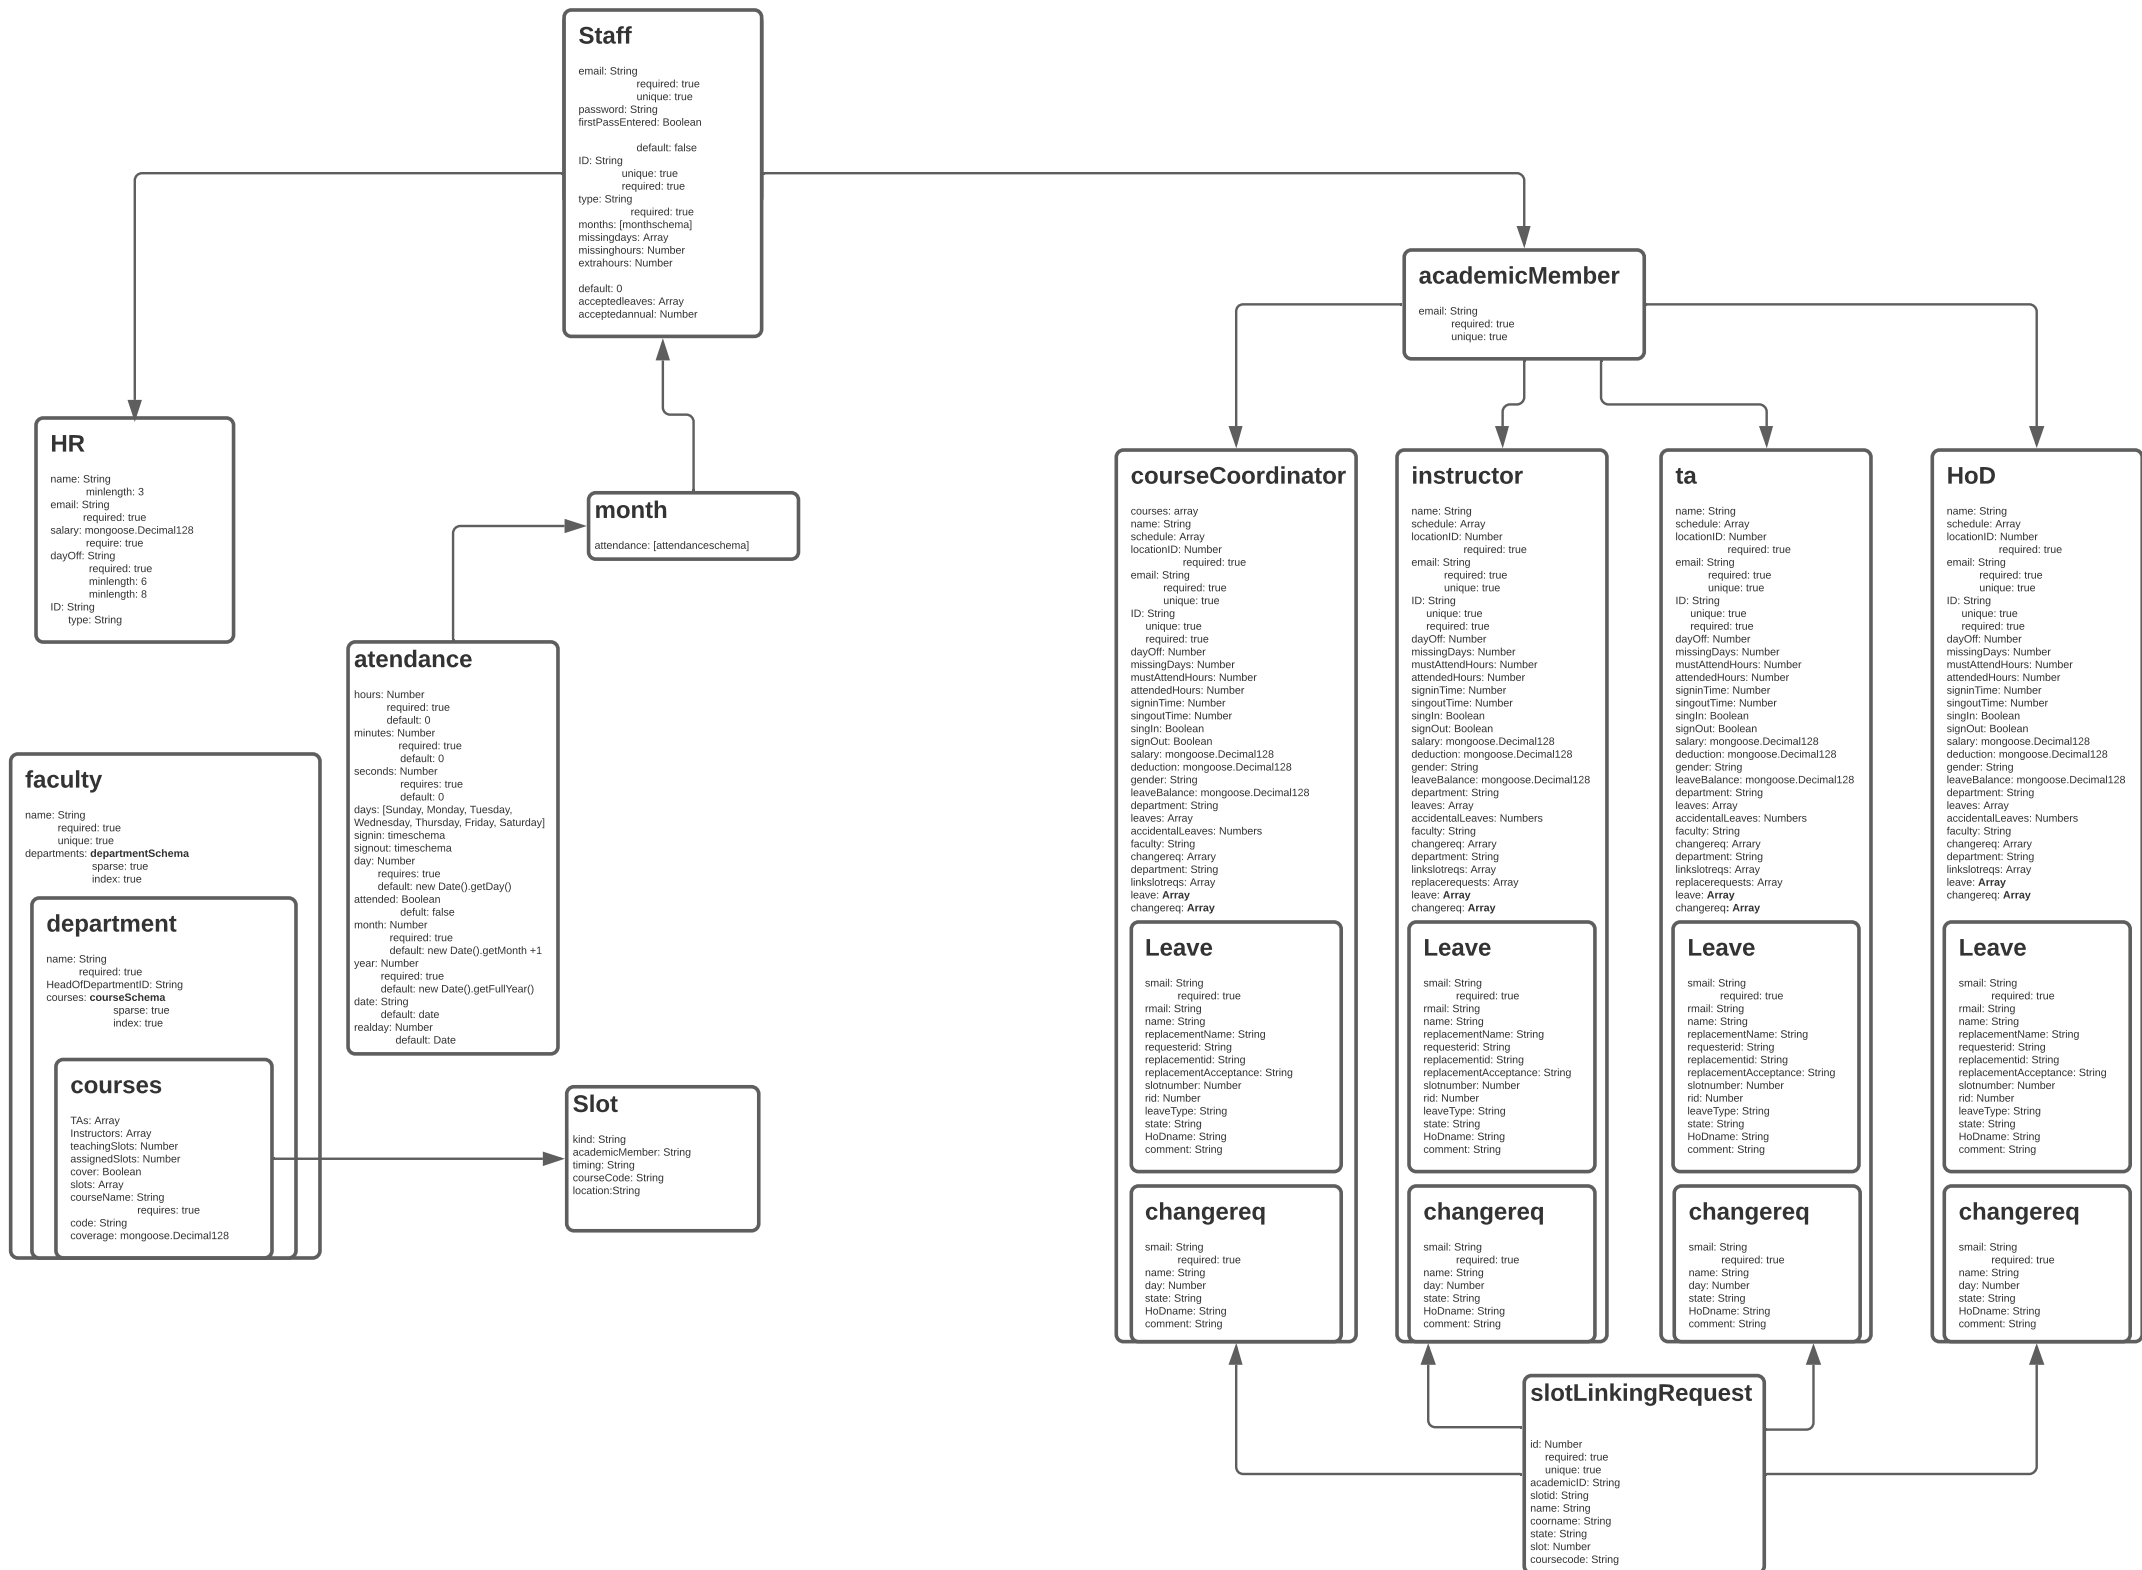 Staff
email: String
required: true
unique: true
password: String
firstPassEntered: Boolean
default: false
ID: String
unique: true
required: true
type: String
required: true
months: [monthschema]
missingdays: Array
missinghours: Number
extrahours: Number
default: 0
acceptedleaves: Array
acceptedannual: Number
academicMember
email: String
required: true
unique: true
HR
name: String
minlength: 3
email: String
required: true
salary: mongoose.Decimal128
require: true
dayOff: String
required: true
minlength: 6
minlength: 8
ID: String
type: String
month
attendance: [attendanceschema]
atendance
hours: Number
required: true
default: 0
minutes: Number
required: true
default: 0
seconds: Number
requires: true
default: 0
days: [Sunday, Monday, Tuesday,
Wednesday, Thursday, Friday, Saturday]
signin: timeschema
signout: timeschema
day: Number
requires: true
default: new Date().getDay()
attended: Boolean
defult: false
month: Number
required: true
default: new Date().getMonth +1
year: Number
required: true
default: new Date().getFullYear()
date: String
default: date
realday: Number
default: Date
faculty
name: String
required: true
unique: true
departments: departmentSchema
sparse: true
index: true
department
name: String
required: true
HeadOfDepartmentID: String
courses: courseSchema
sparse: true
index: true
courses
TAs: Array
Instructors: Array
teachingSlots: Number
assignedSlots: Number
cover: Boolean
slots: Array
courseName: String
requires: true
code: String
coverage: mongoose.Decimal128
Slot
kind: String
academicMember: String
timing: String
courseCode: String
location:String
courseCoordinator
courses: array
name: String
schedule: Array
locationID: Number
required: true
email: String
required: true
unique: true
ID: String
unique: true
required: true
dayOff: Number
missingDays: Number
mustAttendHours: Number
attendedHours: Number
signinTime: Number
singoutTime: Number
singIn: Boolean
signOut: Boolean
salary: mongoose.Decimal128
deduction: mongoose.Decimal128
gender: String
leaveBalance: mongoose.Decimal128
department: String
leaves: Array
accidentalLeaves: Numbers
faculty: String
changereq: Arrary
department: String
linkslotreqs: Array
leave: Array
changereq: Array
Leave
smail: String
required: true
rmail: String
name: String
replacementName: String
requesterid: String
replacementid: String
replacementAcceptance: String
slotnumber: Number
rid: Number
leaveType: String
state: String
HoDname: String
comment: String
changereq
smail: String
required: true
name: String
day: Number
state: String
HoDname: String
comment: String
instructor
name: String
schedule: Array
locationID: Number
required: true
email: String
required: true
unique: true
ID: String
unique: true
required: true
dayOff: Number
missingDays: Number
mustAttendHours: Number
attendedHours: Number
signinTime: Number
singoutTime: Number
singIn: Boolean
signOut: Boolean
salary: mongoose.Decimal128
deduction: mongoose.Decimal128
gender: String
leaveBalance: mongoose.Decimal128
department: String
leaves: Array
accidentalLeaves: Numbers
faculty: String
changereq: Arrary
department: String
linkslotreqs: Array
replacerequests: Array
leave: Array
changereq: Array
Leave
smail: String
required: true
rmail: String
name: String
replacementName: String
requesterid: String
replacementid: String
replacementAcceptance: String
slotnumber: Number
rid: Number
leaveType: String
state: String
HoDname: String
comment: String
changereq
smail: String
required: true
name: String
day: Number
state: String
HoDname: String
comment: String
ta
name: String
schedule: Array
locationID: Number
required: true
email: String
required: true
unique: true
ID: String
unique: true
required: true
dayOff: Number
missingDays: Number
mustAttendHours: Number
attendedHours: Number
signinTime: Number
singoutTime: Number
singIn: Boolean
signOut: Boolean
salary: mongoose.Decimal128
deduction: mongoose.Decimal128
gender: String
leaveBalance: mongoose.Decimal128
department: String
leaves: Array
accidentalLeaves: Numbers
faculty: String
changereq: Arrary
department: String
linkslotreqs: Array
replacerequests: Array
leave: Array
changereq: Array
Leave
smail: String
required: true
rmail: String
name: String
replacementName: String
requesterid: String
replacementid: String
replacementAcceptance: String
slotnumber: Number
rid: Number
leaveType: String
state: String
HoDname: String
comment: String
changereq
smail: String
required: true
name: String
day: Number
state: String
HoDname: String
comment: String
HoD
name: String
schedule: Array
locationID: Number
required: true
email: String
required: true
unique: true
ID: String
unique: true
required: true
dayOff: Number
missingDays: Number
mustAttendHours: Number
attendedHours: Number
signinTime: Number
singoutTime: Number
singIn: Boolean
signOut: Boolean
salary: mongoose.Decimal128
deduction: mongoose.Decimal128
gender: String
leaveBalance: mongoose.Decimal128
department: String
leaves: Array
accidentalLeaves: Numbers
faculty: String
changereq: Arrary
department: String
linkslotreqs: Array
leave: Array
changereq: Array
Leave
smail: String
required: true
rmail: String
name: String
replacementName: String
requesterid: String
replacementid: String
replacementAcceptance: String
slotnumber: Number
rid: Number
leaveType: String
state: String
HoDname: String
comment: String
changereq
smail: String
required: true
name: String
day: Number
state: String
HoDname: String
comment: String
slotLinkingRequest
id: Number
required: true
unique: true
academicID: String
slotid: String
name: String
coorname: String
state: String
slot: Number
coursecode: String